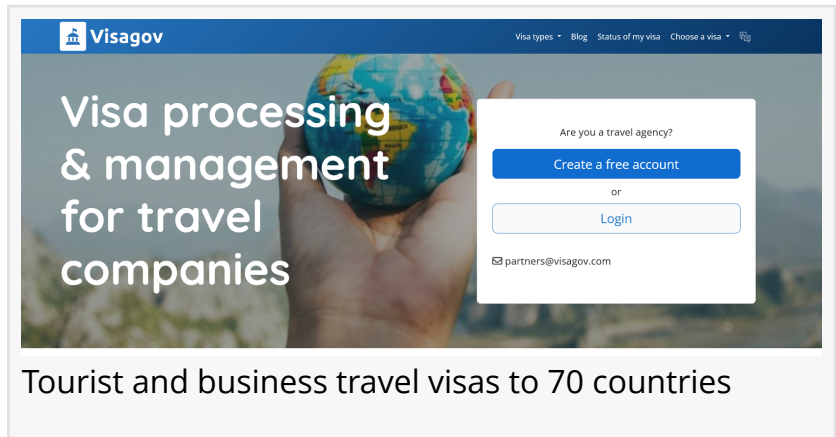 Visagov
Visa types Blog Status of my visa Choose a visa
Visa processing
& management
for travel
companies
Are you a travel agency?
Create a free account
or
Login
partners@visagov.com
Tourist and business travel visas to 70 countries